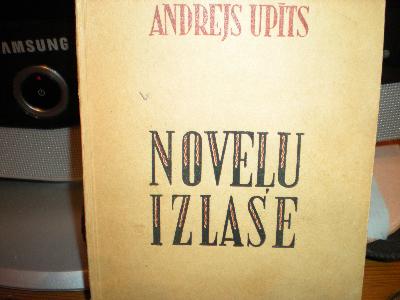 ANDREJS UPĪTS
SAMSUNG
NOVEĻU
IZLASE